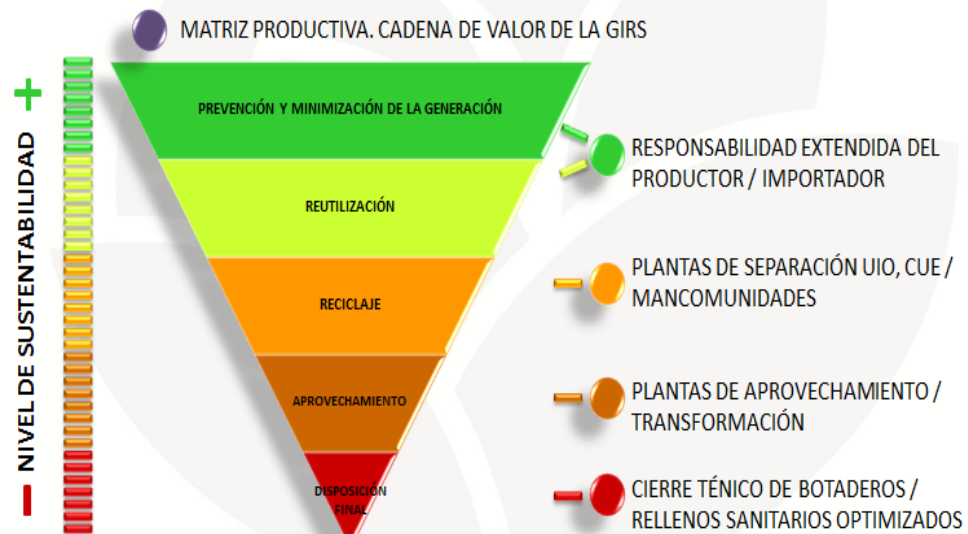 MATRIZ PRODUCTIVA. CADENA DE VALOR DE LA GIRS
+
NIVEL DE SUSTENTABILIDAD
−
PREVENCIÓN Y MINIMIZACIÓN DE LA GENERACIÓN
REUTILIZACIÓN
RECICLAJE
APROVECHAMIENTO
DISPOSICIÓN
FINAL
RESPONSABILIDAD EXTENDIDA DEL
PRODUCTOR / IMPORTADOR
PLANTAS DE SEPARACIÓN UIO, CUE /
MANCOMUNIDADES
PLANTAS DE APROVECHAMIENTO /
TRANSFORMACIÓN
CIERRE TÉNICO DE BOTADEROS /
RELLENOS SANITARIOS OPTIMIZADOS